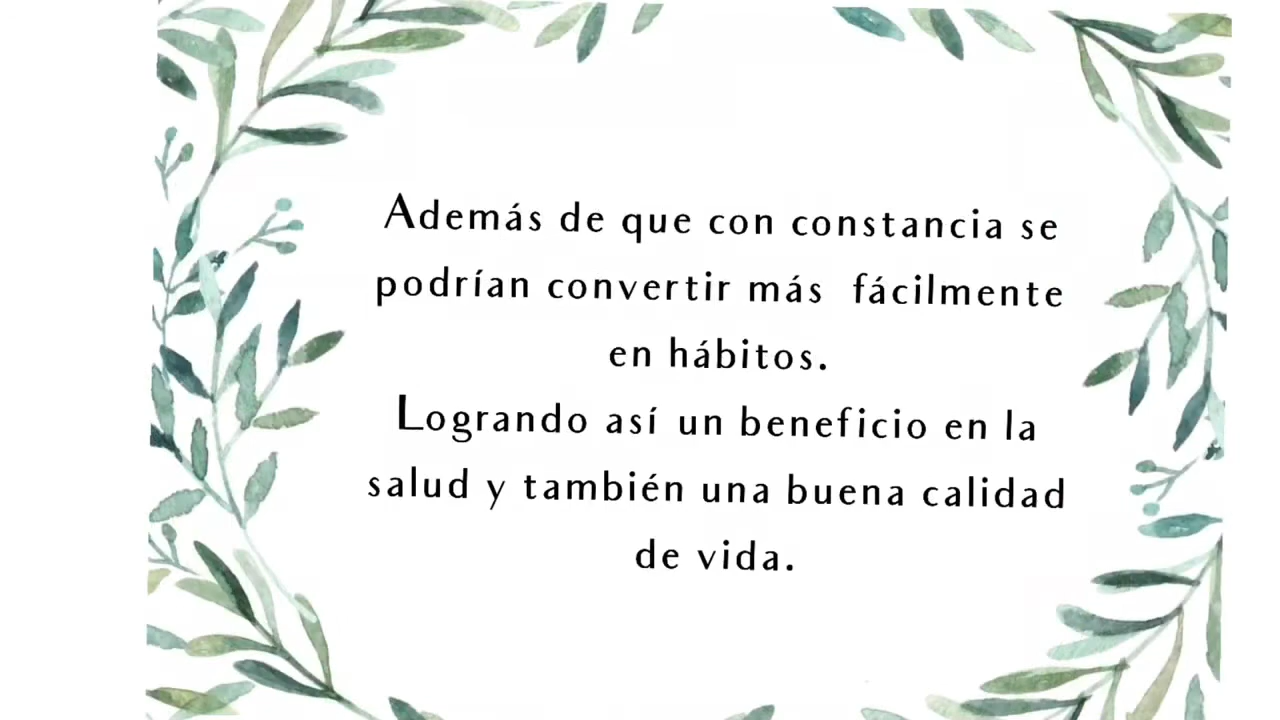 Además de que con constancia se
podrían convertir más fácilmente
en hábitos.
Logrando así un beneficio en la
salud y también una buena calidad
de vida.